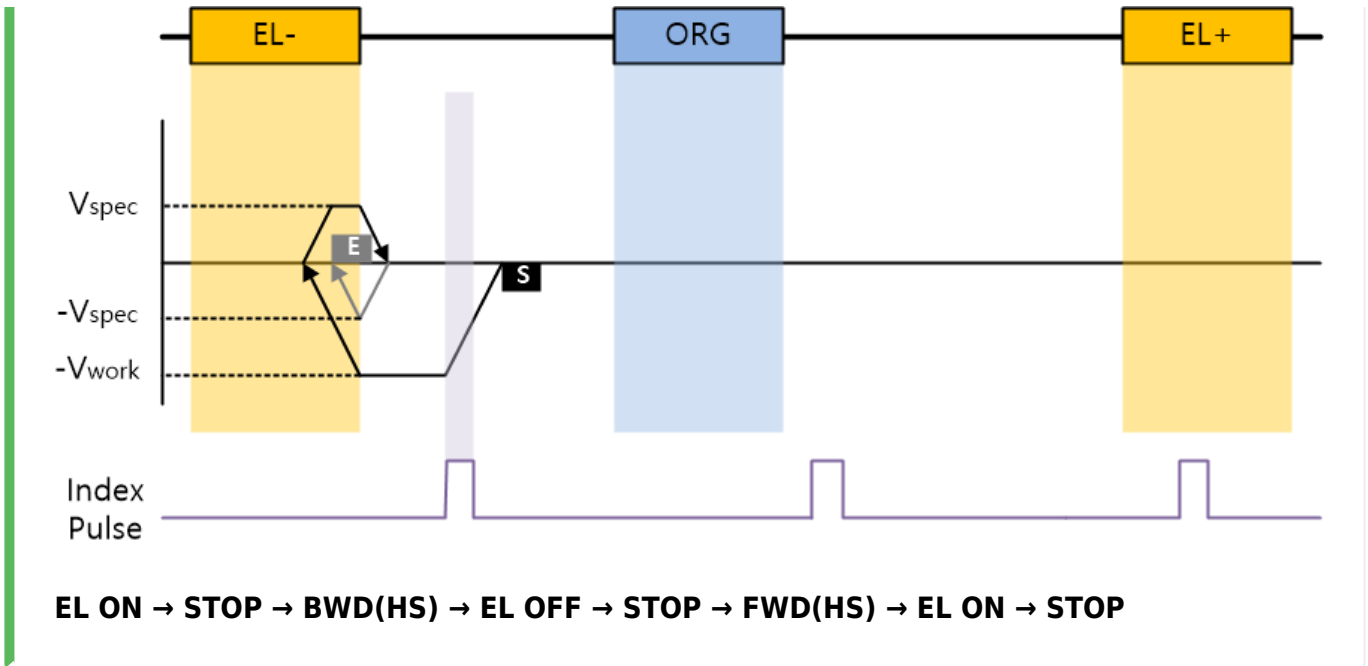 EL-
ORG
EL+
Vspec
E
S
-Vspec
-Vwork
Index
Pulse
EL ON → STOP → BWD(HS) → EL OFF → STOP → FWD(HS) → EL ON → STOP